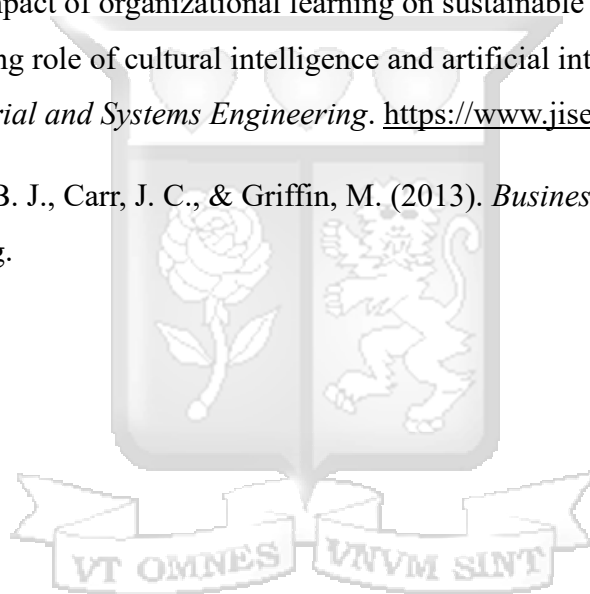 npact of organizational learning on sustainable
ng role of cultural intelligence and artificial int
rial and Systems Engineering. https://www.jise
B. J., Carr, J. C., & Griffin, M. (2013). Busines
g.
VT OMNES VNVM SINT